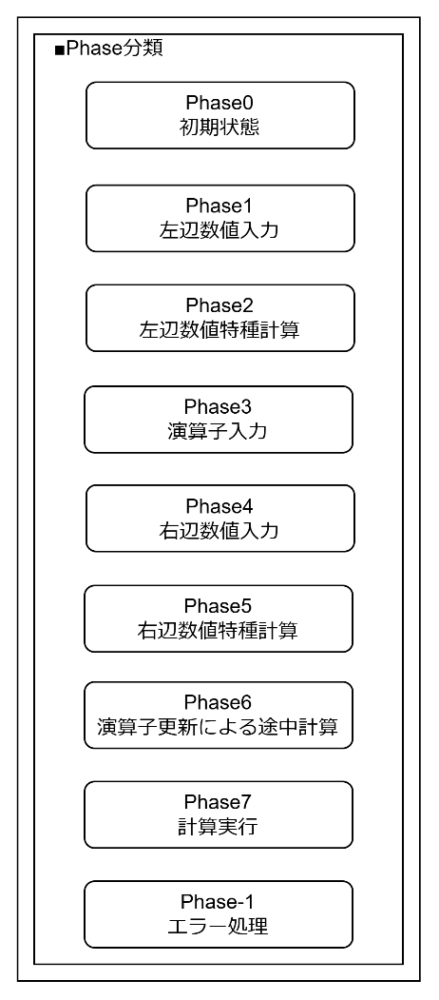 ■Phase分類
Phase0
初期状態
Phase1
左辺数値入力
Phase2
左辺数値特種計算
Phase3
演算子入力
Phase4
右辺数値入力
Phase5
右辺数値特種計算
Phase6
演算子更新による途中計算
Phase7
計算実行
Phase-1
エラー処理